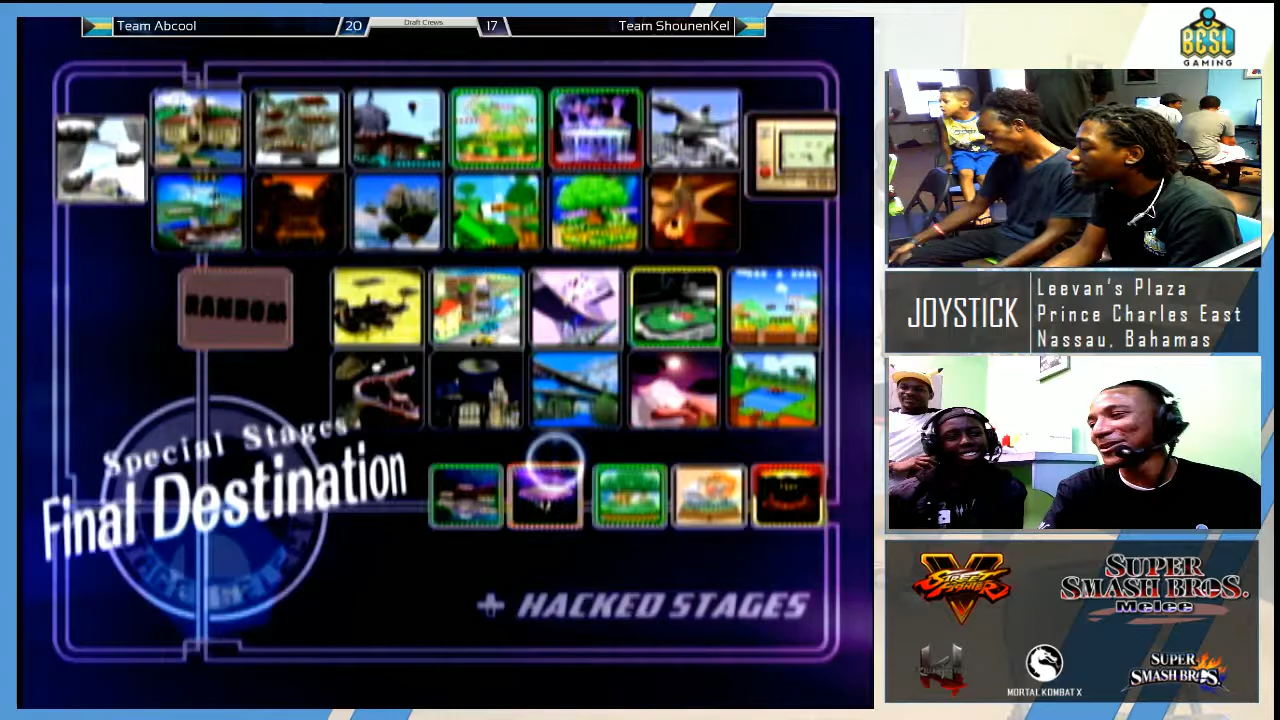 Team Abcool 20 Draft Crews 17 Team ShounenKel
BESL
GAMING
RANDOM
Special Stages
Final Destination
+ HACKED STAGES
JOYSTICK
Leevan's Plaza
Prince Charles East
Nassau, Bahamas
STREET
FIGHTER
V
SUPER
SMASH BROS.
Melee
MORTAL KOMBAT X
SUPER
SMASH BROS.